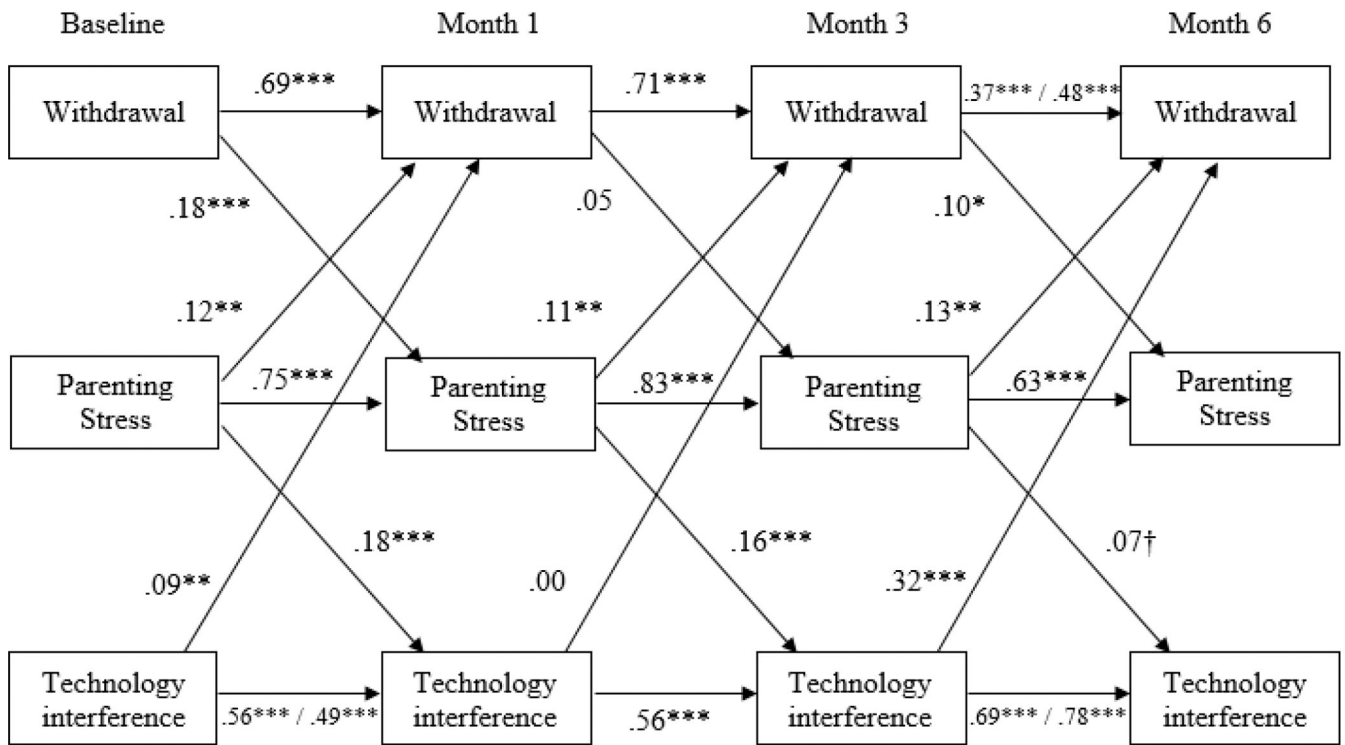 Baseline Month 1 Month 3 Month 6
Withdrawal .69*** Withdrawal .71*** Withdrawal .37*** / .48*** Withdrawal
.18*** .05 .10*
.12** .11** .13**
Parenting
Stress
.75***
Parenting
Stress
.83***
Parenting
Stress
.63***
Parenting
Stress
.18*** .16*** .07†
.09** .00 .32***
Technology
interference
.56*** / .49***
Technology
interference
.56***
Technology
interference
.69*** / .78***
Technology
interference